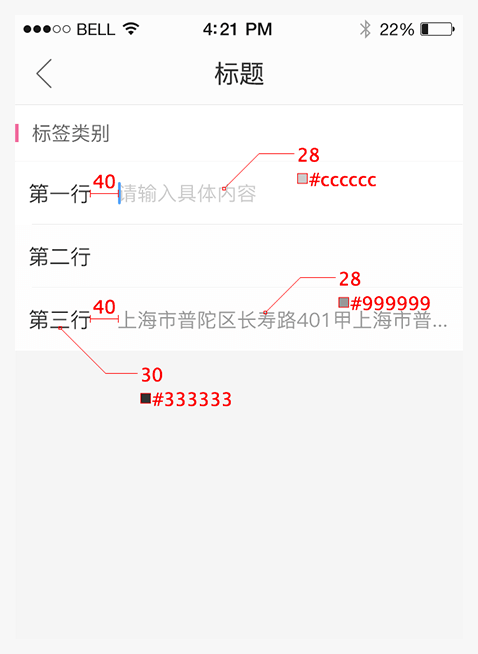 BELL 4:21 PM 22%
标题
标签类别
28
#cccccc
第一行 40 请输入具体内容
第二行
28
#999999
第三行 40 上海市普陀区长寿路401甲上海市普...
30
#333333